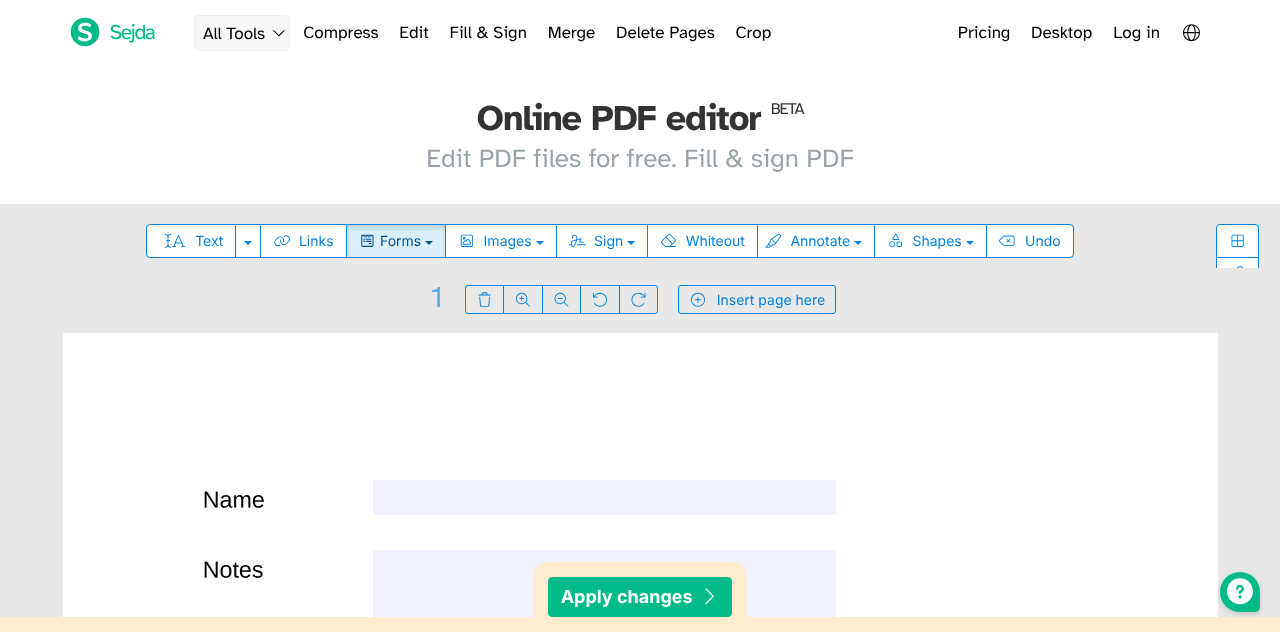 Sejda All Tools Compress Edit Fill & Sign Merge Delete Pages Crop Pricing Desktop Log in
Online PDF editor BETA
Edit PDF files for free. Fill & sign PDF
Text Links Forms Images Sign Whiteout Annotate Shapes Undo
1 Insert page here
Name
Notes
Apply changes